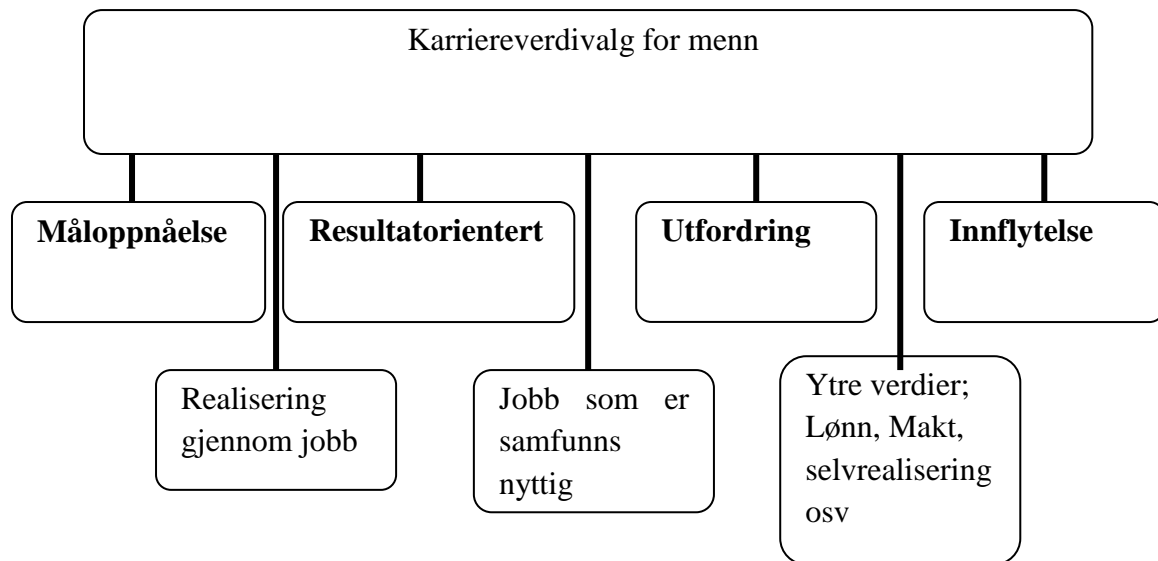 Karriereverdivalg for menn
Måloppnåelse
Resultatorientert
Utfordring
Innflytelse
Realisering
gjennom jobb
Jobb som er
samfunns
nyttig
Ytre verdier;
Lønn, Makt,
selvrealisering
osv